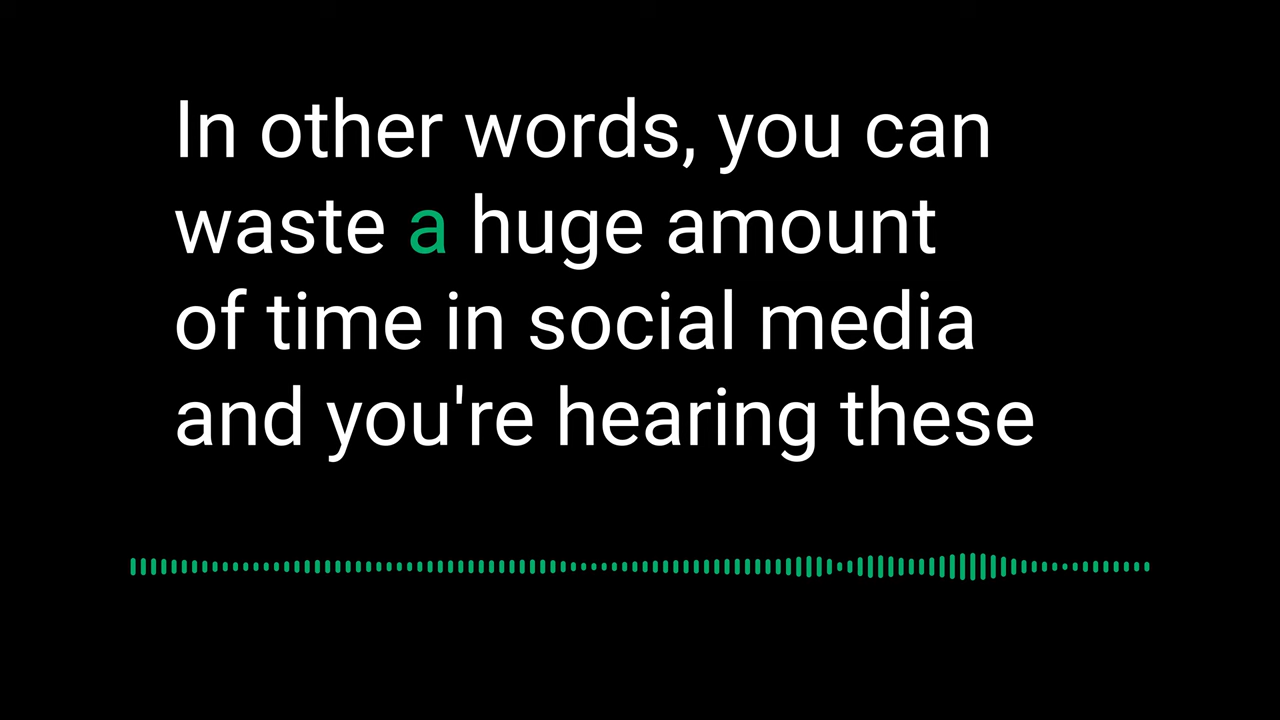 In other words, you can
waste a huge amount
of time in social media
and you're hearing these